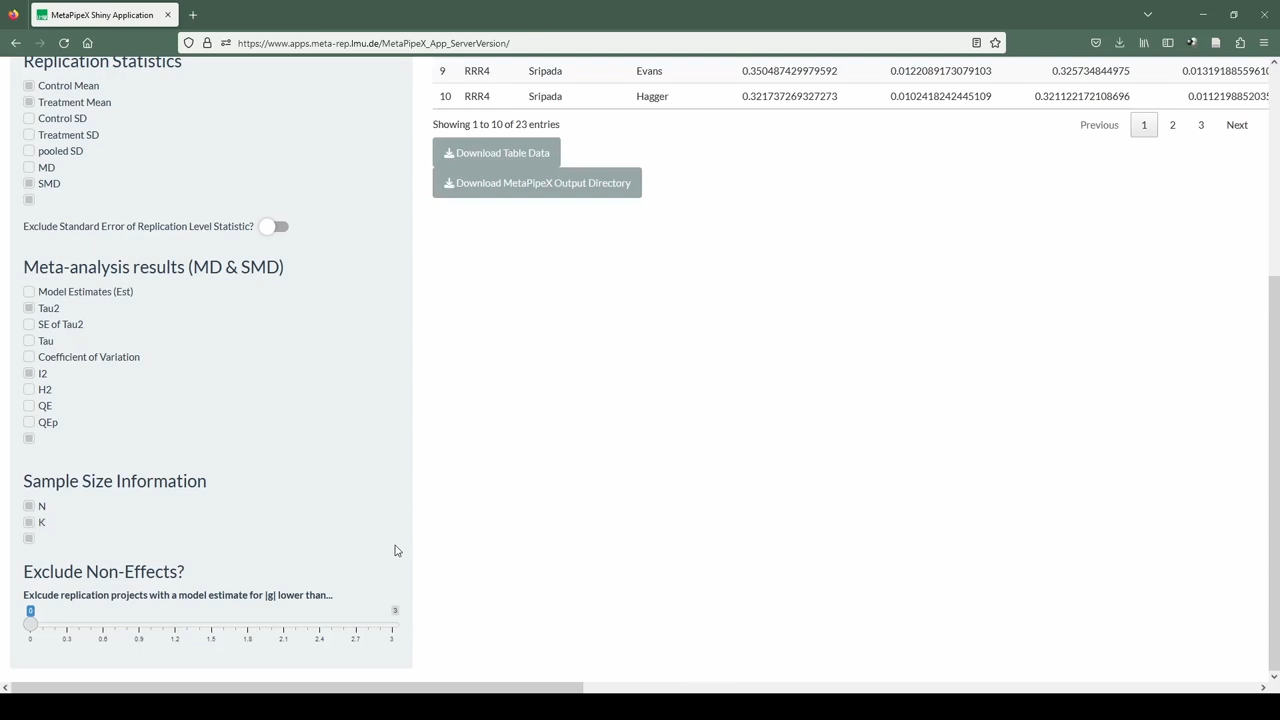 MetaPipeX Shiny Application
https://www.apps.meta-rep.lmu.de/MetaPipeX_App_ServerVersion/
Replication Statistics
Control Mean
Treatment Mean
Control SD
Treatment SD
pooled SD
MD
SMD
Exclude Standard Error of Replication Level Statistic?
Meta-analysis results (MD & SMD)
Model Estimates (Est)
Tau2
SE of Tau2
Tau
Coefficient of Variation
I2
H2
QE
QEp
Sample Size Information
N
K
Exclude Non-Effects?
Exlcude replication projects with a model estimate for |g| lower than...
0 3
0 0.3 0.6 0.9 1.2 1.5 1.8 2.1 2.4 2.7 3
9 RRR4 Sripada Evans 0.350487429979592 0.0122089173079103 0.325734844975 0.0131918855961
10 RRR4 Sripada Hagger 0.321737269327273 0.0102418242445109 0.321122172108696 0.011219885203
Showing 1 to 10 of 23 entries
Previous 1 2 3 Next
Download Table Data
Download MetaPipeX Output Directory